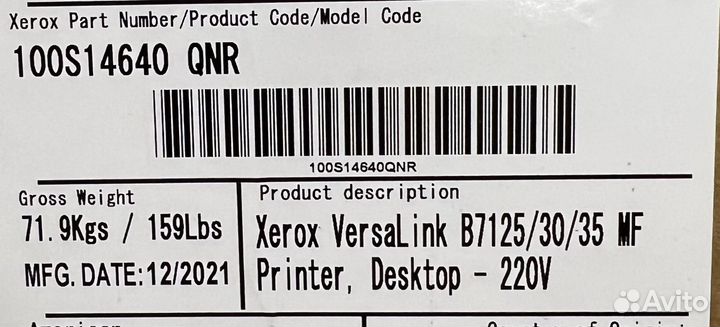 Xerox Part Number/Product Code/Model Code
100S14640 QNR
100S14640QNR
Gross Weight
71.9Kgs / 159Lbs
MFG. DATE:12/2021
Product description
Xerox VersaLink B7125/30/35 MF
Printer, Desktop - 220V
Avito